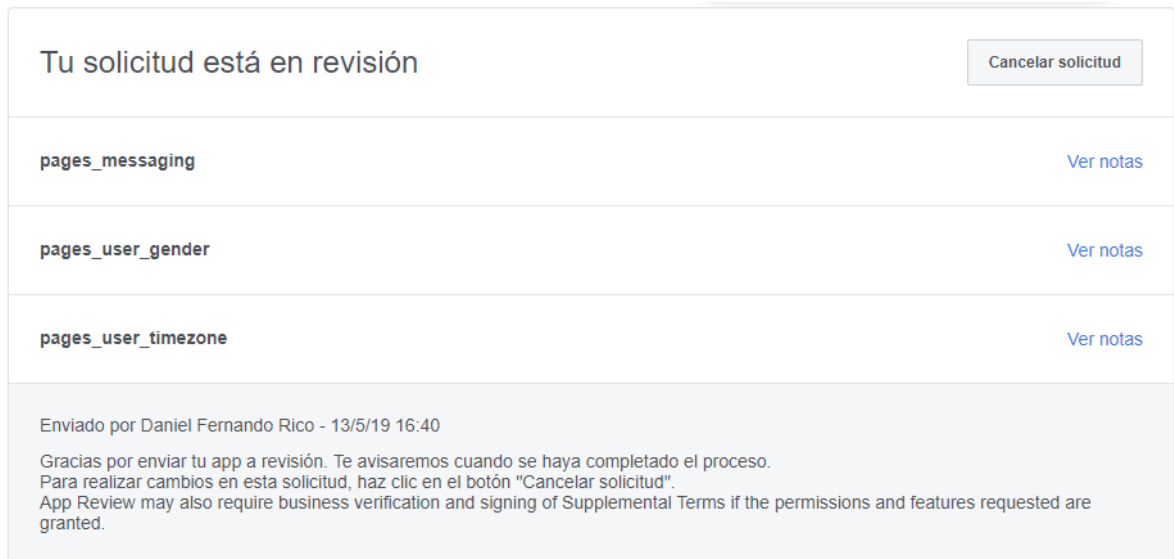 Tu solicitud está en revisión
Cancelar solicitud
pages_messaging
Ver notas
pages_user_gender
Ver notas
pages_user_timezone
Ver notas
Enviado por Daniel Fernando Rico - 13/5/19 16:40
Gracias por enviar tu app a revisión. Te avisaremos cuando se haya completado el proceso.
Para realizar cambios en esta solicitud, haz clic en el botón "Cancelar solicitud".
App Review may also require business verification and signing of Supplemental Terms if the permissions and features requested are
granted.